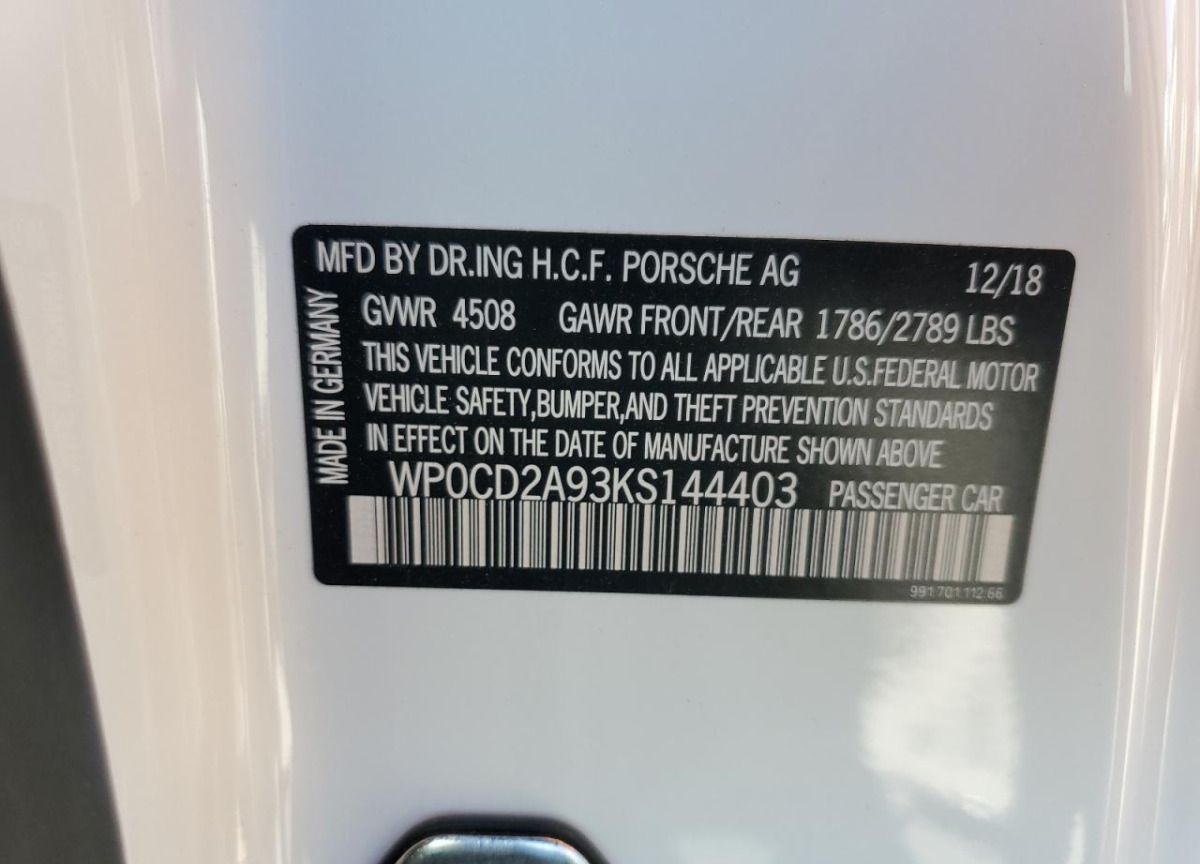 MFD BY DR.ING H.C.F. PORSCHE AG 12/18
MADE IN GERMANY
GVWR 4508 GAWR FRONT/REAR 1786/2789 LBS
THIS VEHICLE CONFORMS TO ALL APPLICABLE U.S.FEDERAL MOTOR
VEHICLE SAFETY,BUMPER,AND THEFT PREVENTION STANDARDS
IN EFFECT ON THE DATE OF MANUFACTURE SHOWN ABOVE
WP0CD2A93KS144403 PASSENGER CAR
991.701.112.66